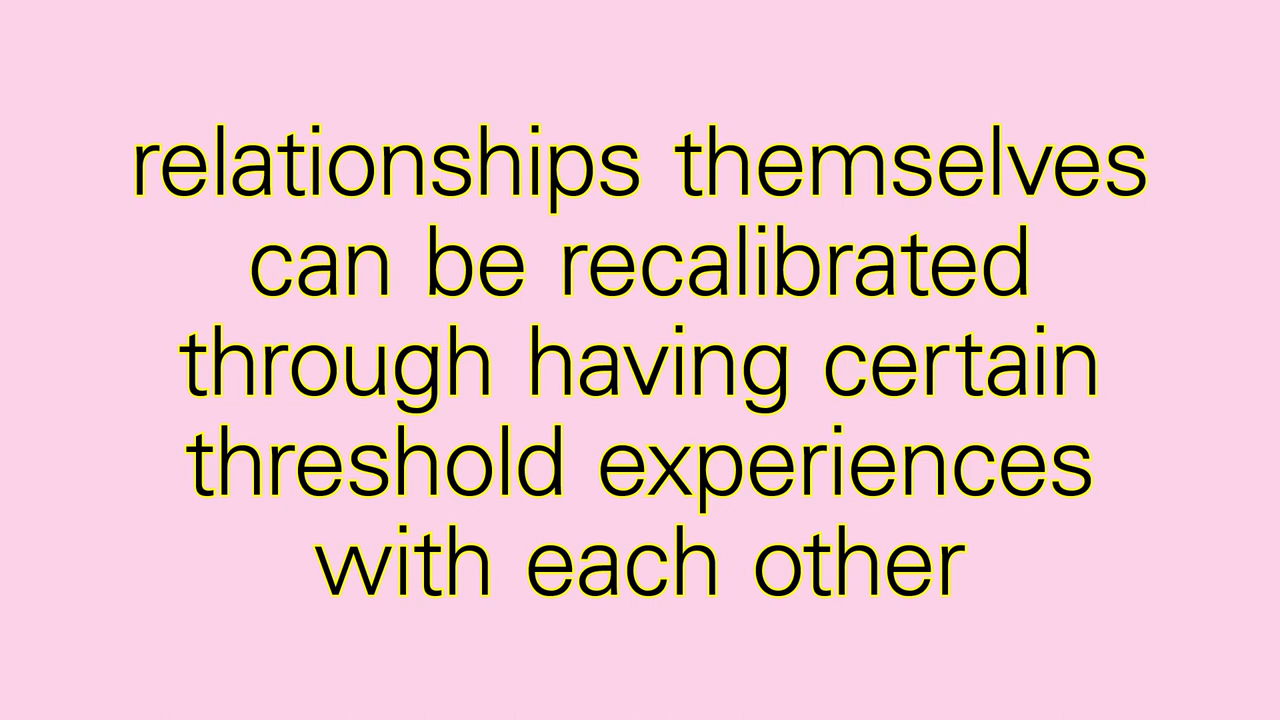 relationships themselves
can be recalibrated
through having certain
threshold experiences
with each other